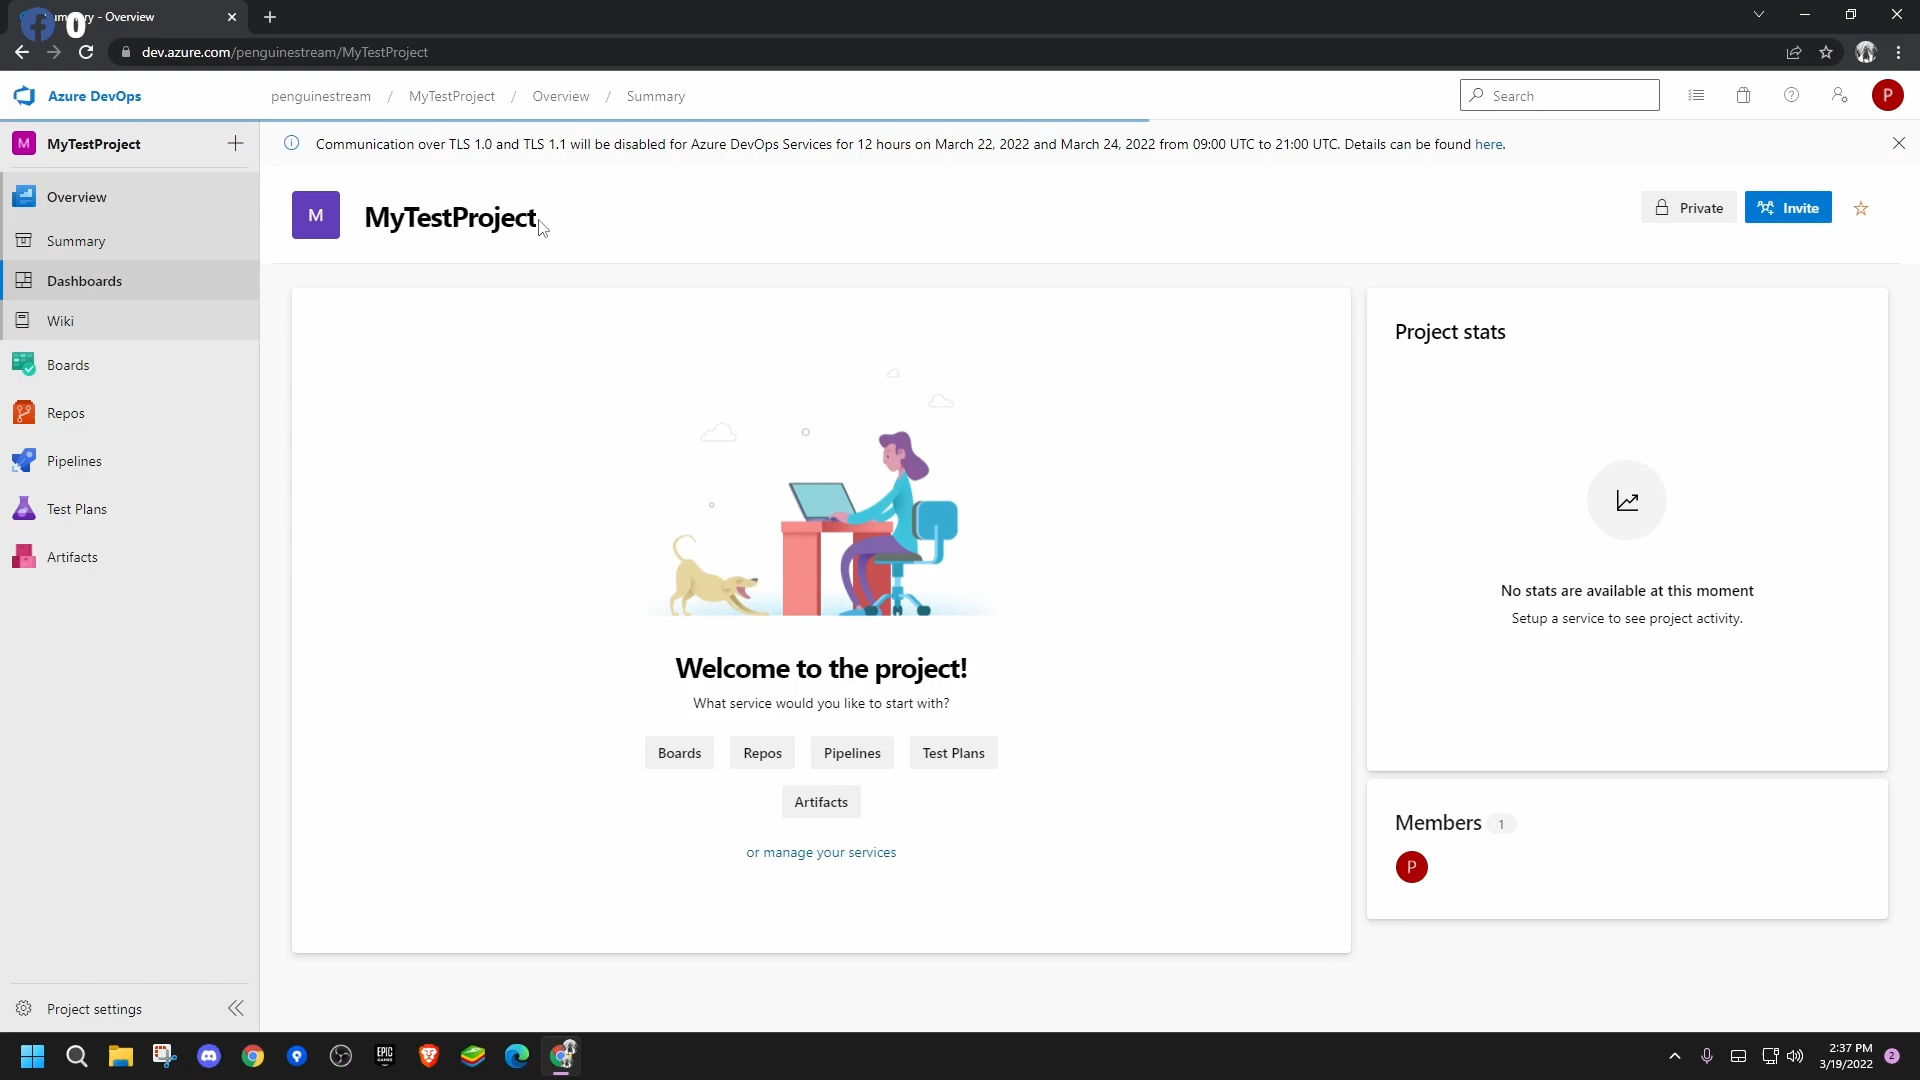 - Overview
0
dev.azure.com/penguinestream/MyTestProject
Azure DevOps
penguinestream / MyTestProject / Overview / Summary
Search
P
M MyTestProject
Communication over TLS 1.0 and TLS 1.1 will be disabled for Azure DevOps Services for 12 hours on March 22, 2022 and March 24, 2022 from 09:00 UTC to 21:00 UTC. Details can be found here.
Overview
Summary
Dashboards
Wiki
Boards
Repos
Pipelines
Test Plans
Artifacts
Project settings
M
MyTestProject
Private
Invite
Welcome to the project!
What service would you like to start with?
Boards
Repos
Pipelines
Test Plans
Artifacts
or manage your services
Project stats
No stats are available at this moment
Setup a service to see project activity.
Members 1
P
EPIC GAMES
2:37 PM
3/19/2022
2